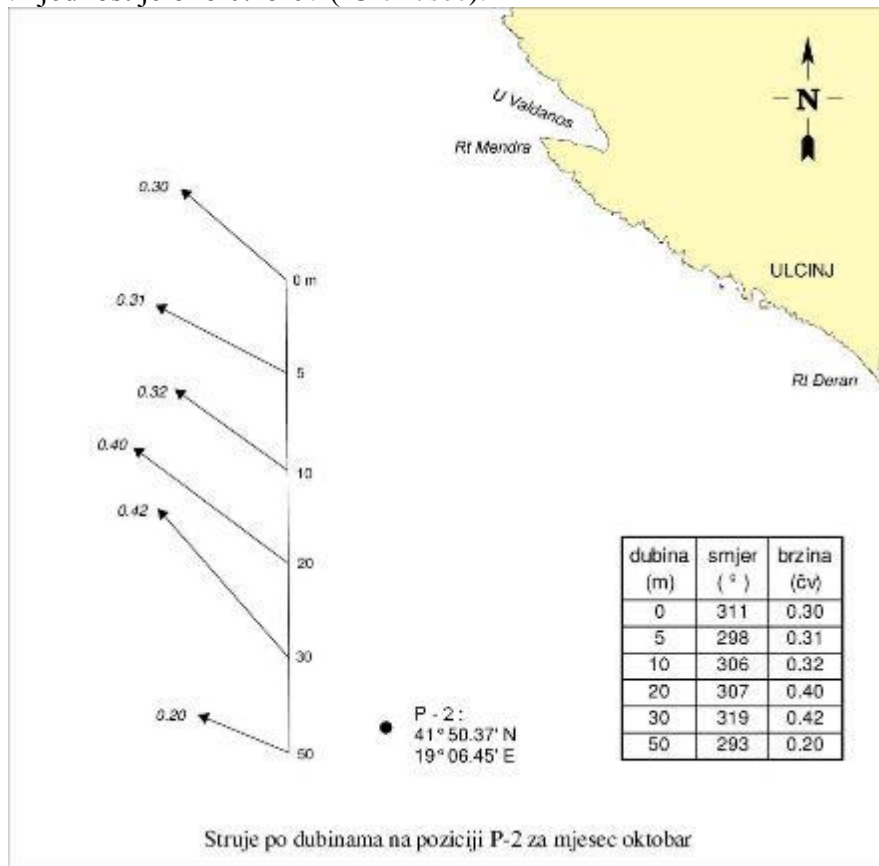 U Valdanos
Rt Mendra
N
ULCINJ
Rt Đeran
0.30
0 m
0.31
5
0.32
10
0.40
20
0.42
30
0.20
50
P - 2 :
41° 50.37' N
19° 06.45' E
dubina smjer brzina
(m) ( ° ) (čv)
0 311 0.30
5 298 0.31
10 306 0.32
20 307 0.40
30 319 0.42
50 293 0.20
Struje po dubinama na poziciji P-2 za mjesec oktobar